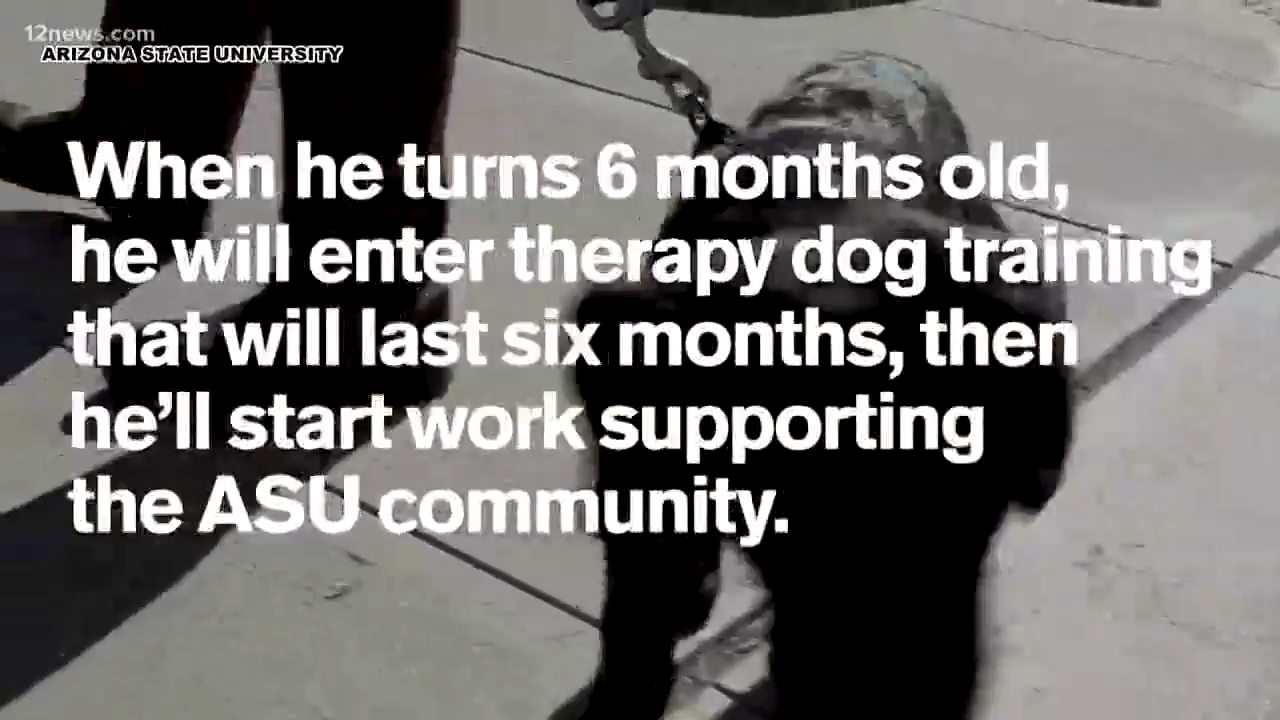 12news.com
ARIZONA STATE UNIVERSITY
When he turns 6 months old,
he will enter therapy dog training
that will last six months, then
he’ll start work supporting
the ASU community.